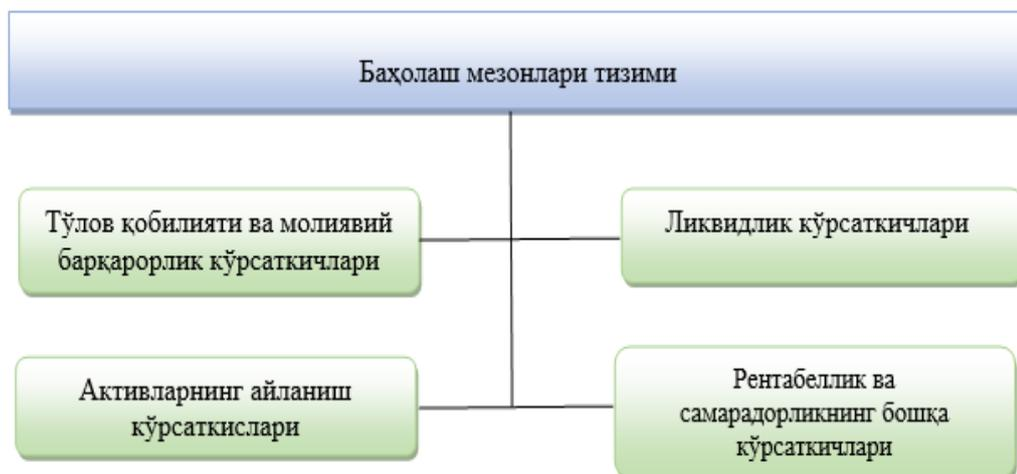 Баҳолаш мезонлари тизими
Тўлов қобилияти ва молиявий
барқарорлик кўрсаткичлари
Ликвидлик кўрсаткичлари
Активларнинг айланиш
кўрсаткислари
Рентабеллик ва
самарадорликнинг бошқа
кўрсаткичлари